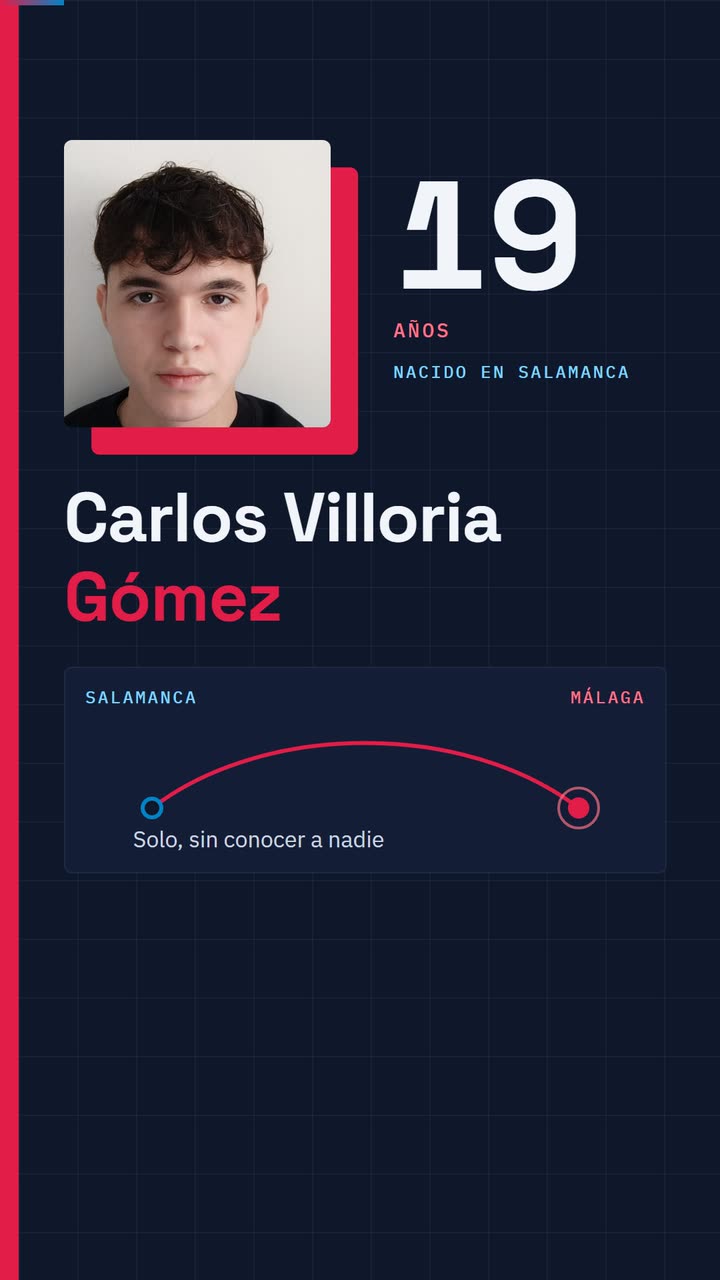 19
AÑOS
NACIDO EN SALAMANCA
Carlos Villoria
Gómez
SALAMANCA
MÁLAGA
Solo, sin conocer a nadie